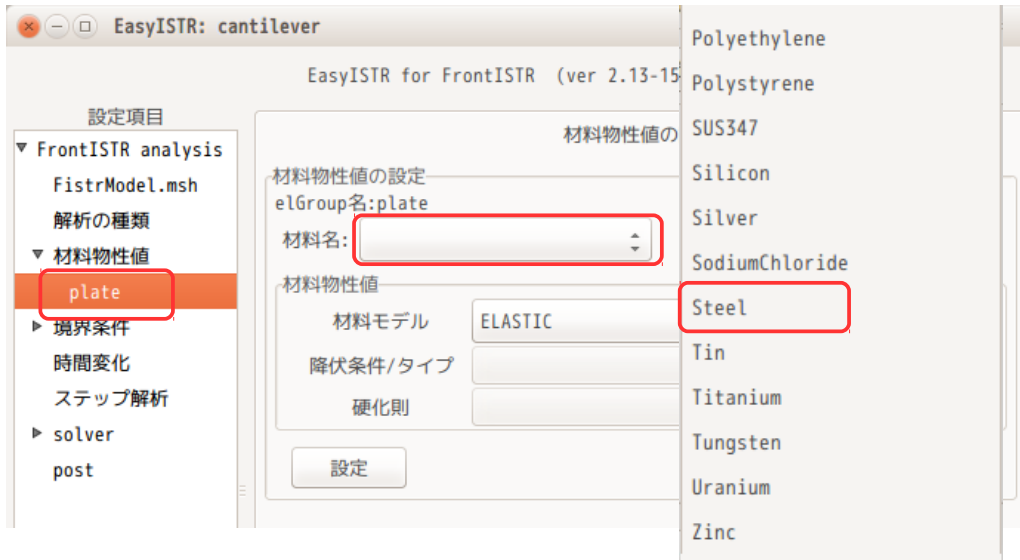 EasyISTR: cantilever
EasyISTR for FrontISTR (ver 2.13-15
設定項目
FrontISTR analysis
FistrModel.msh
解析の種類
材料物性値
plate
境界条件
時間変化
ステップ解析
solver
post
材料物性値の
材料物性値の設定
elGroup名:plate
材料名:
材料物性値
材料モデル
ELASTIC
降伏条件/タイプ
硬化則
設定
Polyethylene
Polystyrene
SUS347
Silicon
Silver
SodiumChloride
Steel
Tin
Titanium
Tungsten
Uranium
Zinc